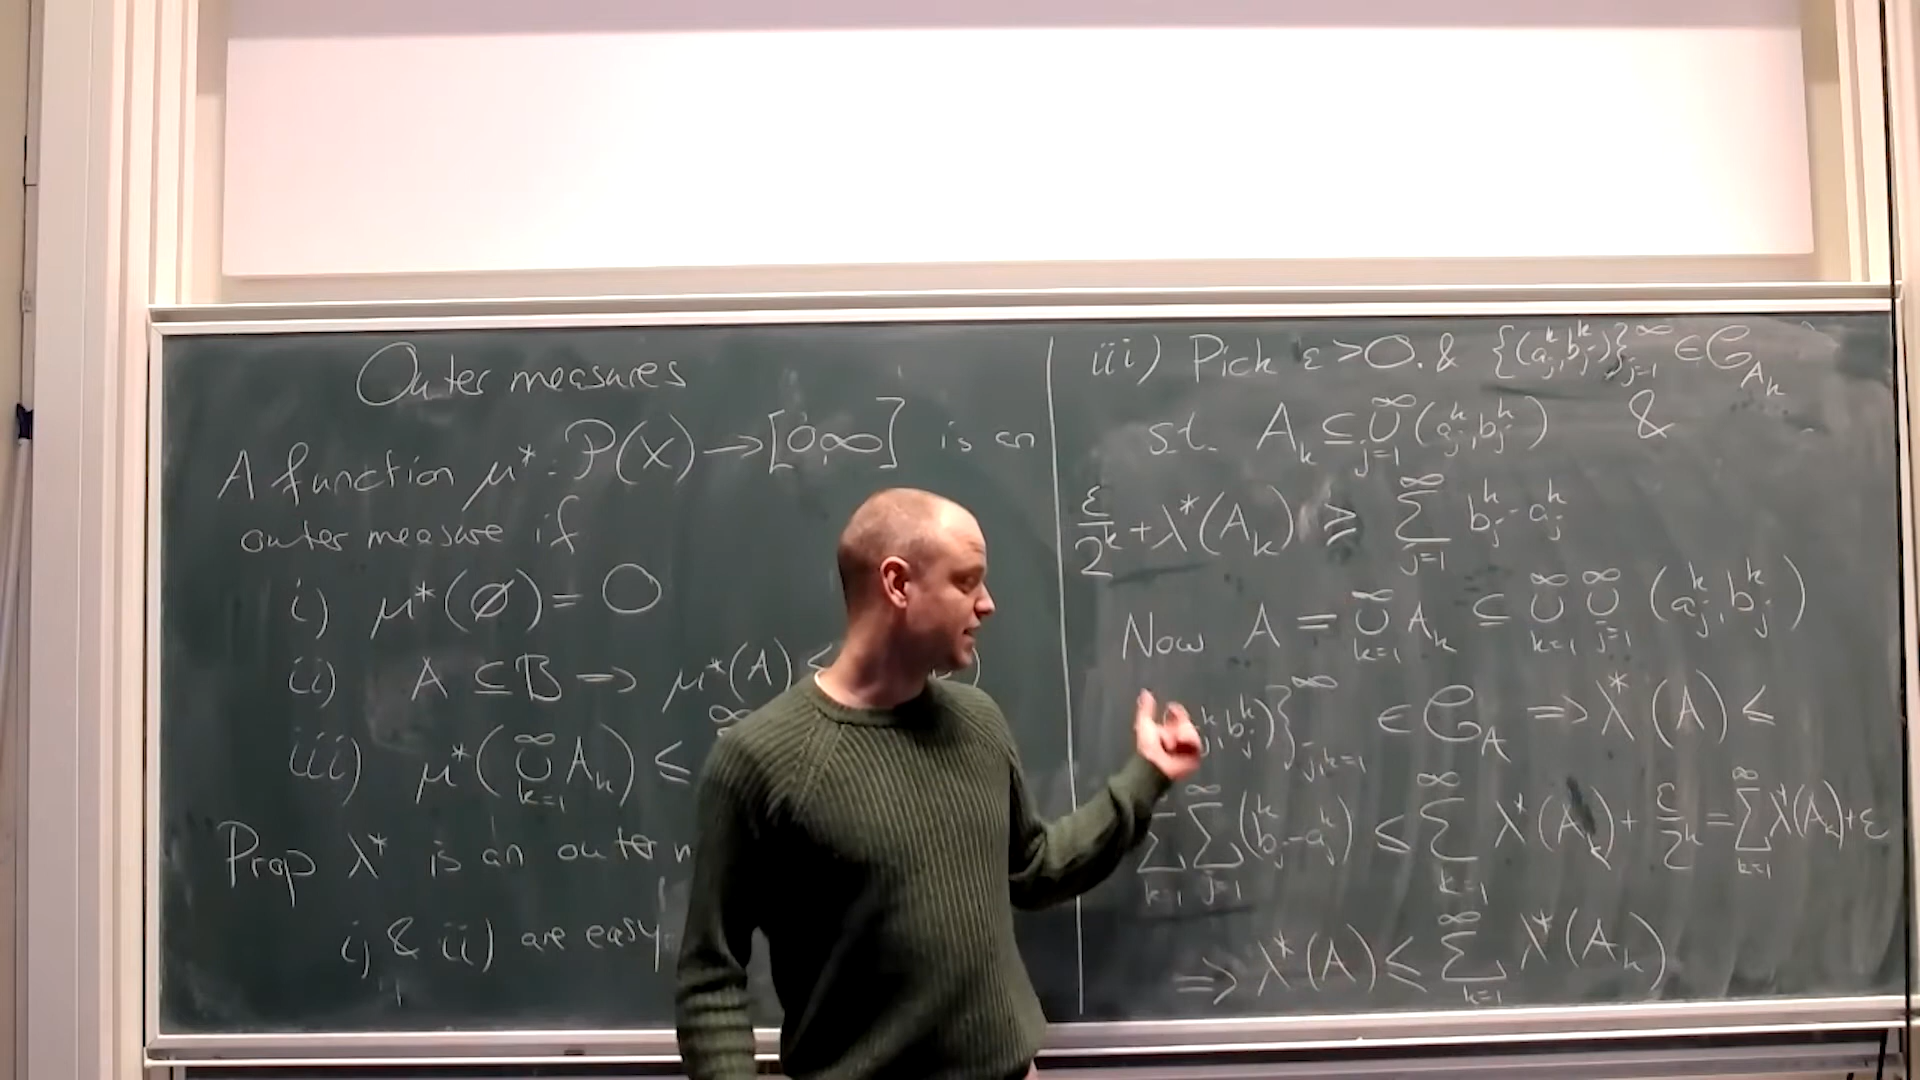 Outer measures
A function μ*: P(X) → [0,∞] is an
outer measure if
i) μ*(∅) = 0
ii) A ⊆ B ⇒ μ*(A) ≤
iii) μ*(∪_{k=1}^∞ A_k) ≤
Prop λ* is an outer
i) & ii) are easy
iii) Pick ε > 0. & {(a_j^k, b_j^k)}_{j=1}^∞ ∈ C_{A_k}
s.t. A_k ⊆ ∪_{j=1}^∞ (a_j^k, b_j^k) &
ε/2^k + λ*(A_k) ≥ ∑_{j=1}^∞ b_j^k - a_j^k
Now A = ∪_{k=1}^∞ A_k ⊆ ∪_{k=1}^∞ ∪_{j=1}^∞ (a_j^k, b_j^k)
b_j^k)}_{j,k=1}^∞ ∈ C_A ⇒ λ*(A) ≤
∑_{k=1} ∑_{j=1}^∞ (b_j^k - a_j^k) ≤ ∑_{k=1}^∞ λ*(A_k) + ε/2^k = ∑_{k=1}^∞ λ*(A_k) + ε
⇒ λ*(A) ≤ ∑_{k=1}^∞ λ*(A_k)